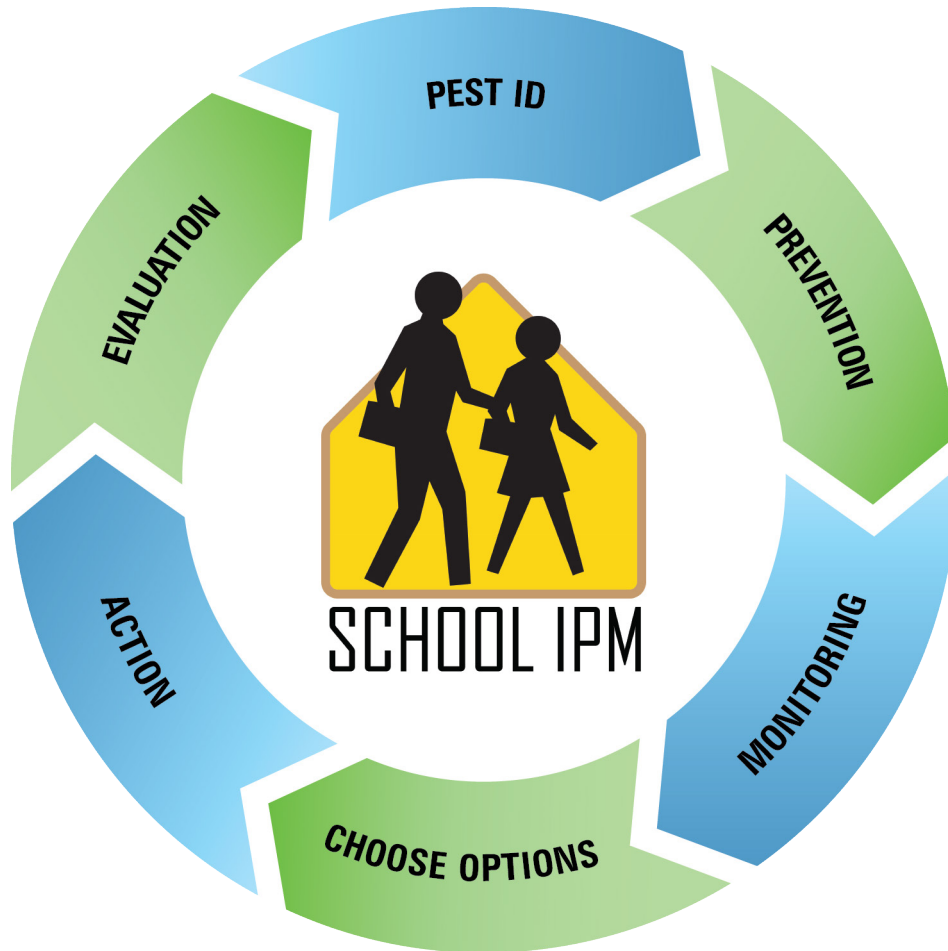 PEST ID
PREVENTION
MONITORING
CHOOSE OPTIONS
ACTION
EVALUATION
SCHOOL IPM